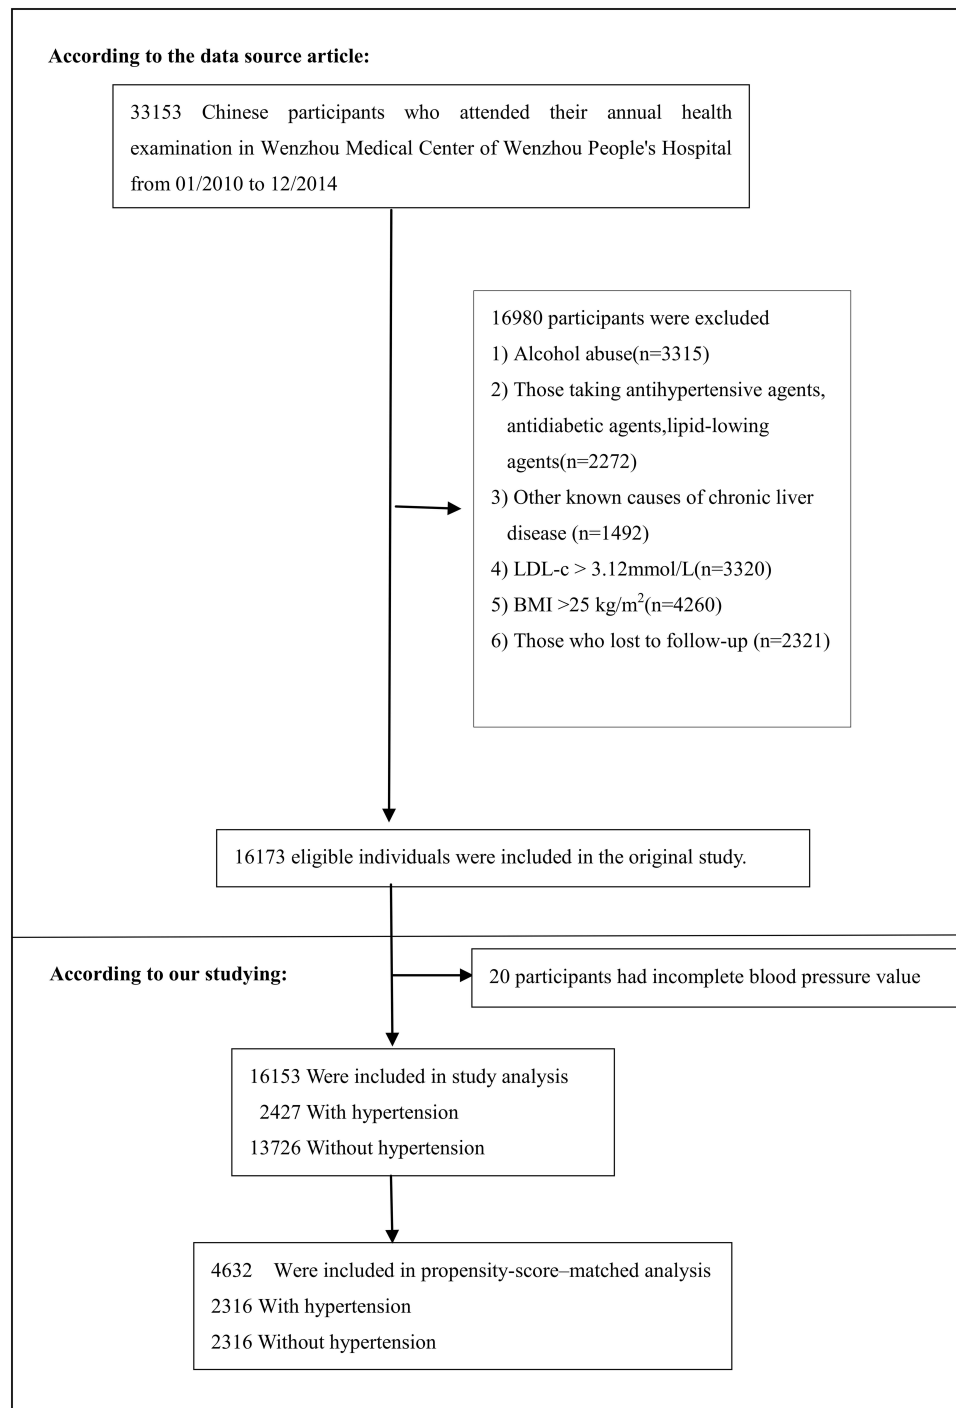 According to the data source article:
33153 Chinese participants who attended their annual health
examination in Wenzhou Medical Center of Wenzhou People's Hospital
from 01/2010 to 12/2014
16980 participants were excluded
1) Alcohol abuse(n=3315)
2) Those taking antihypertensive agents,
antidiabetic agents,lipid-lowing
agents(n=2272)
3) Other known causes of chronic liver
disease (n=1492)
4) LDL-c > 3.12mmol/L(n=3320)
5) BMI >25 kg/m²(n=4260)
6) Those who lost to follow-up (n=2321)
16173 eligible individuals were included in the original study.
According to our studying:
20 participants had incomplete blood pressure value
16153 Were included in study analysis
2427 With hypertension
13726 Without hypertension
4632 Were included in propensity-score–matched analysis
2316 With hypertension
2316 Without hypertension